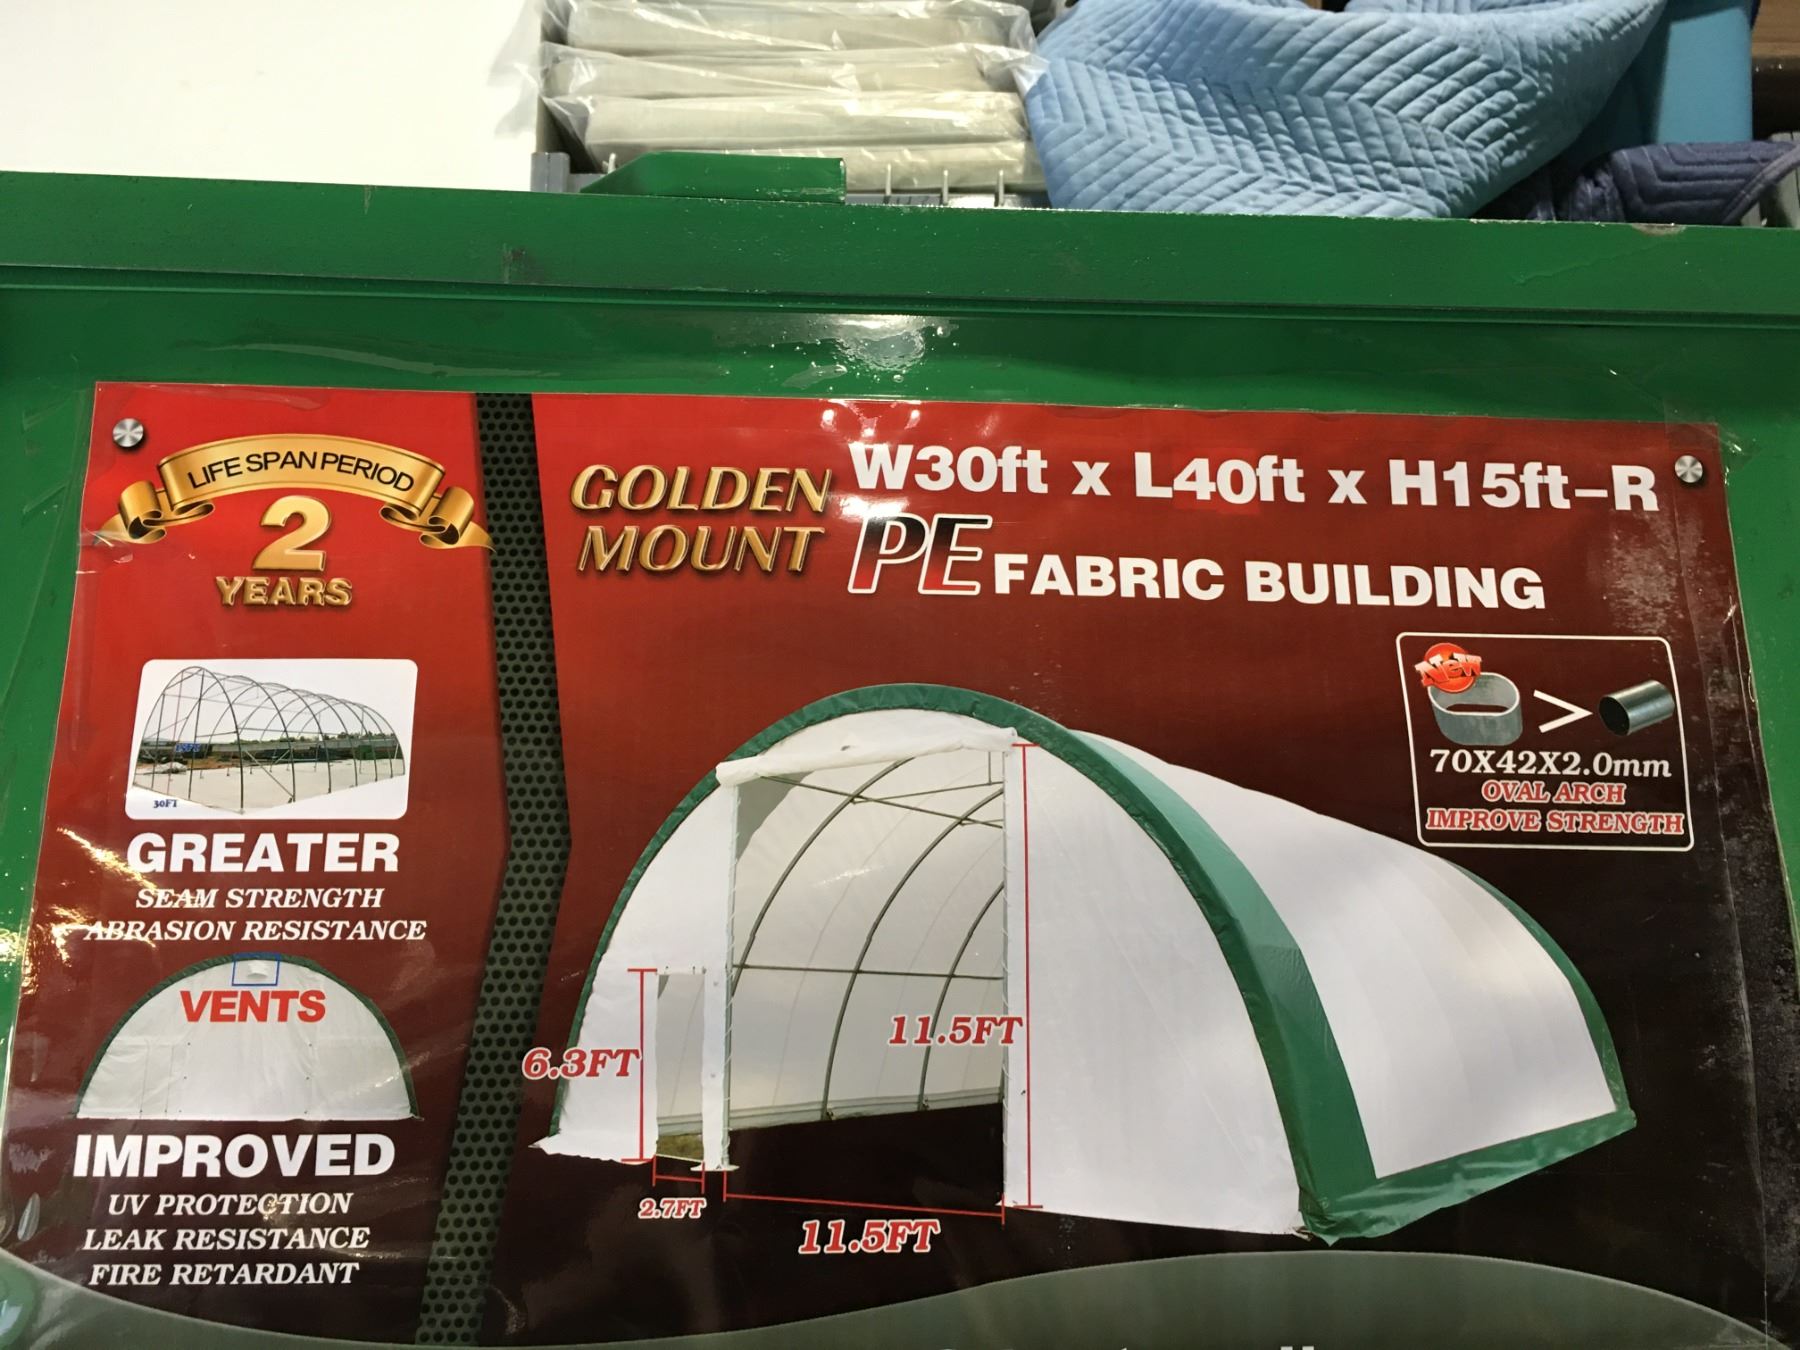 LIFE SPAN PERIOD
2
YEARS
GOLDEN
MOUNT
W30ft x L40ft x H15ft-R
PE FABRIC BUILDING
New
>
70X42X2.0mm
OVAL ARCH
IMPROVE STRENGTH
30FT
GREATER
SEAM STRENGTH
ABRASION RESISTANCE
VENTS
IMPROVED
UV PROTECTION
LEAK RESISTANCE
FIRE RETARDANT
6.3FT
11.5FT
2.7FT
11.5FT